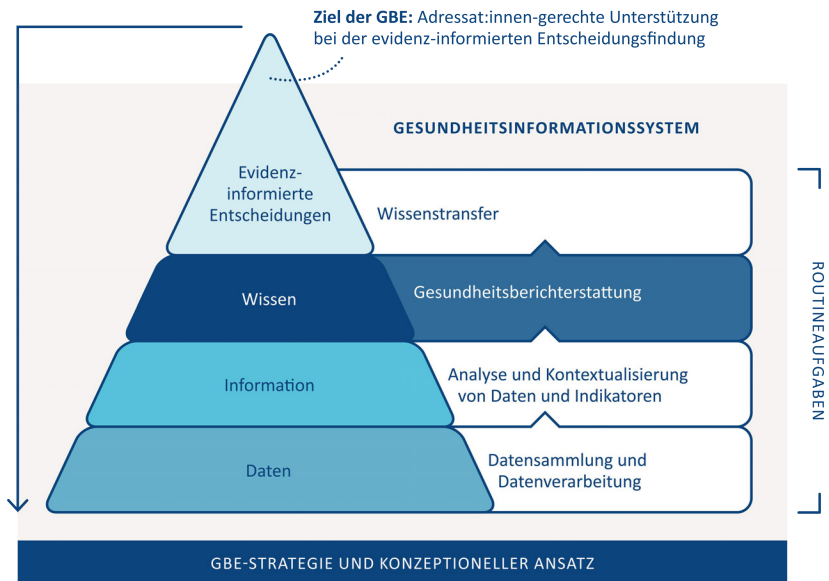 Ziel der GBE: Adressat:innen-gerechte Unterstützung
bei der evidenz-informierten Entscheidungsfindung
GESUNDHEITSINFORMATIONSSYSTEM
Evidenz-
informierte
Entscheidungen
Wissenstransfer
Wissen
Gesundheitsberichterstattung
Information
Analyse und Kontextualisierung
von Daten und Indikatoren
Daten
Datensammlung und
Datenverarbeitung
ROUTINEAUFGABEN
GBE-STRATEGIE UND KONZEPTIONELLER ANSATZ